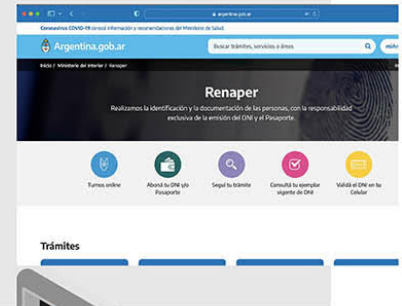 argentina.gob.ar
Coronavirus COVID-19 conocé información y recomendaciones del Ministerio de Salud.
Argentina.gob.ar
Buscar trámites, servicios o áreas
Inicio / Ministerio del Interior / Renaper
Renaper
Realizamos la identificación y la documentación de las personas, con la responsabilidad
exclusiva de la emisión del DNI y el Pasaporte.
Turnos online
Aboná tu DNI y/o
Pasaporte
Seguí tu trámite
Consultá tu ejemplar
vigente de DNI
Validá el DNI en tu
Celular
Trámites